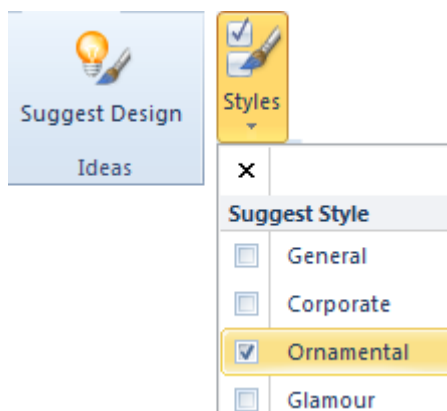 Suggest Design
Ideas
Styles
Suggest Style
General
Corporate
Ornamental
Glamour